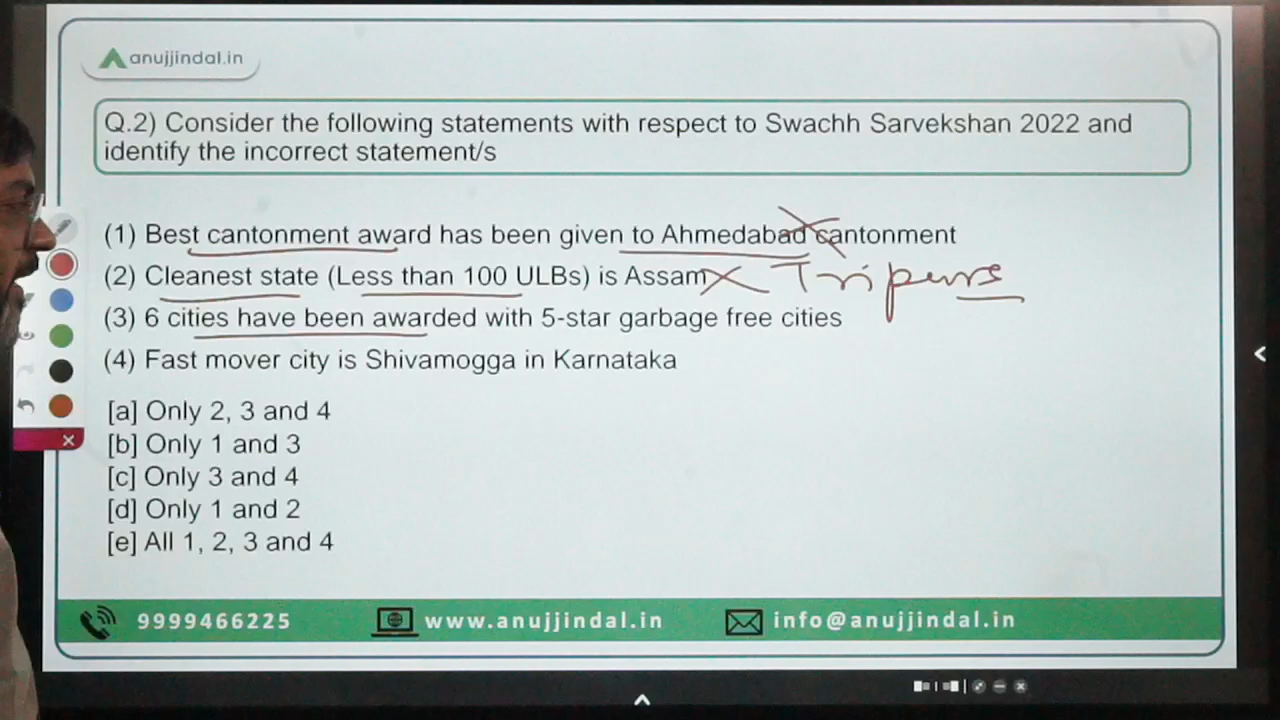 anujjindal.in
Q.2) Consider the following statements with respect to Swachh Sarvekshan 2022 and
identify the incorrect statement/s
(1) Best cantonment award has been given to Ahmedabad cantonment
(2) Cleanest state (Less than 100 ULBs) is Assam Tripura
(3) 6 cities have been awarded with 5-star garbage free cities
(4) Fast mover city is Shivamogga in Karnataka
[a] Only 2, 3 and 4
[b] Only 1 and 3
[c] Only 3 and 4
[d] Only 1 and 2
[e] All 1, 2, 3 and 4
9999466225 www.anujjindal.in info@anujjindal.in